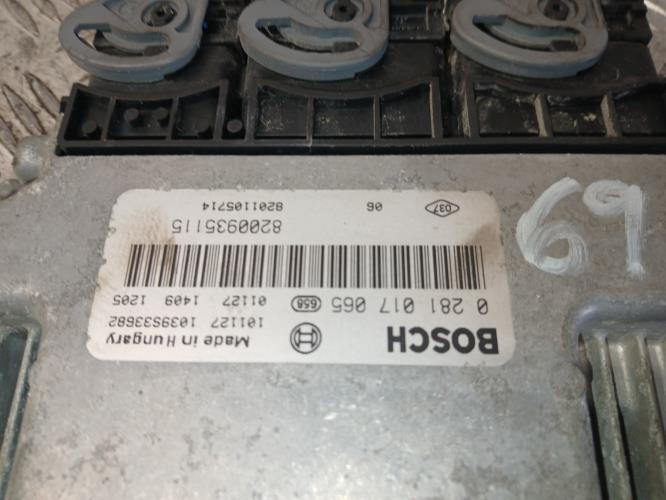 BOSCH
Made in Hungary
0 281 017 065
658
101127 1039S33682
01127 1409 1205
8200935115
D37
06
8201105714
69